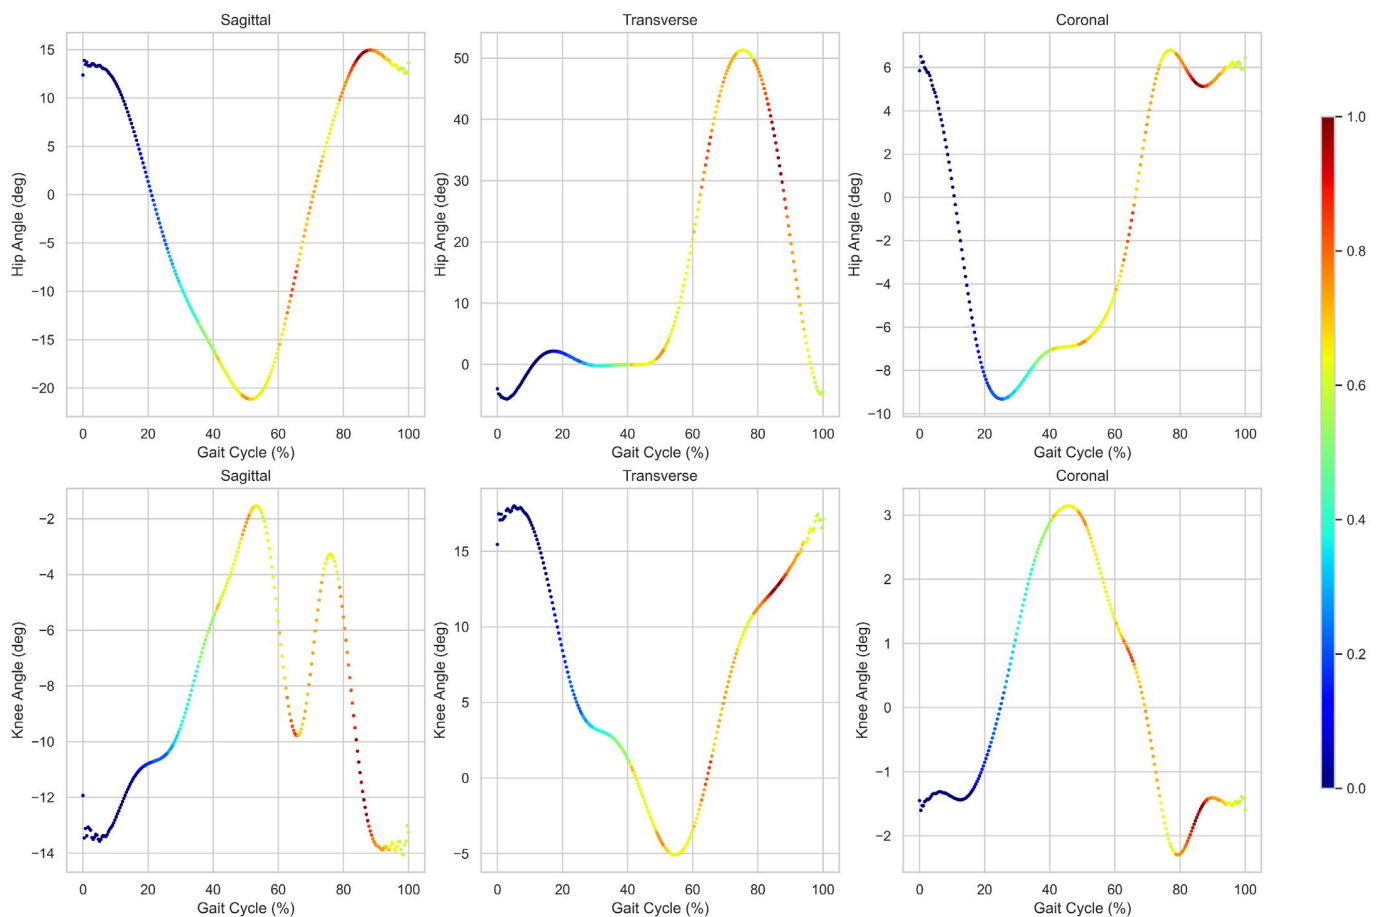 Sagittal
Transverse
Coronal
15
10
5
0
−5
−10
−15
−20
Hip Angle (deg)
0 20 40 60 80 100
Gait Cycle (%)
50
40
30
20
10
0
Hip Angle (deg)
0 20 40 60 80 100
Gait Cycle (%)
6
4
2
0
−2
−4
−6
−8
−10
Hip Angle (deg)
0 20 40 60 80 100
Gait Cycle (%)
Sagittal
Transverse
Coronal
−2
−4
−6
−8
−10
−12
−14
Knee Angle (deg)
0 20 40 60 80 100
Gait Cycle (%)
15
10
5
0
−5
Knee Angle (deg)
0 20 40 60 80 100
Gait Cycle (%)
3
2
1
0
−1
−2
Knee Angle (deg)
0 20 40 60 80 100
Gait Cycle (%)
1.0
0.8
0.6
0.4
0.2
0.0